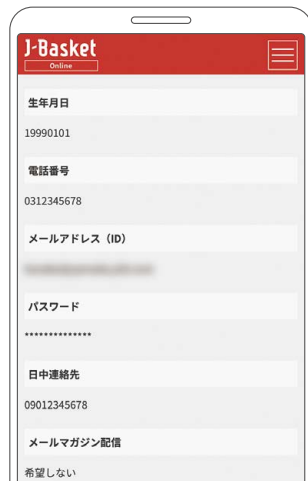 J-Basket
Online
生年月日
19990101
電話番号
0312345678
メールアドレス（ID）
パスワード
**************
日中連絡先
09012345678
メールマガジン配信
希望しない